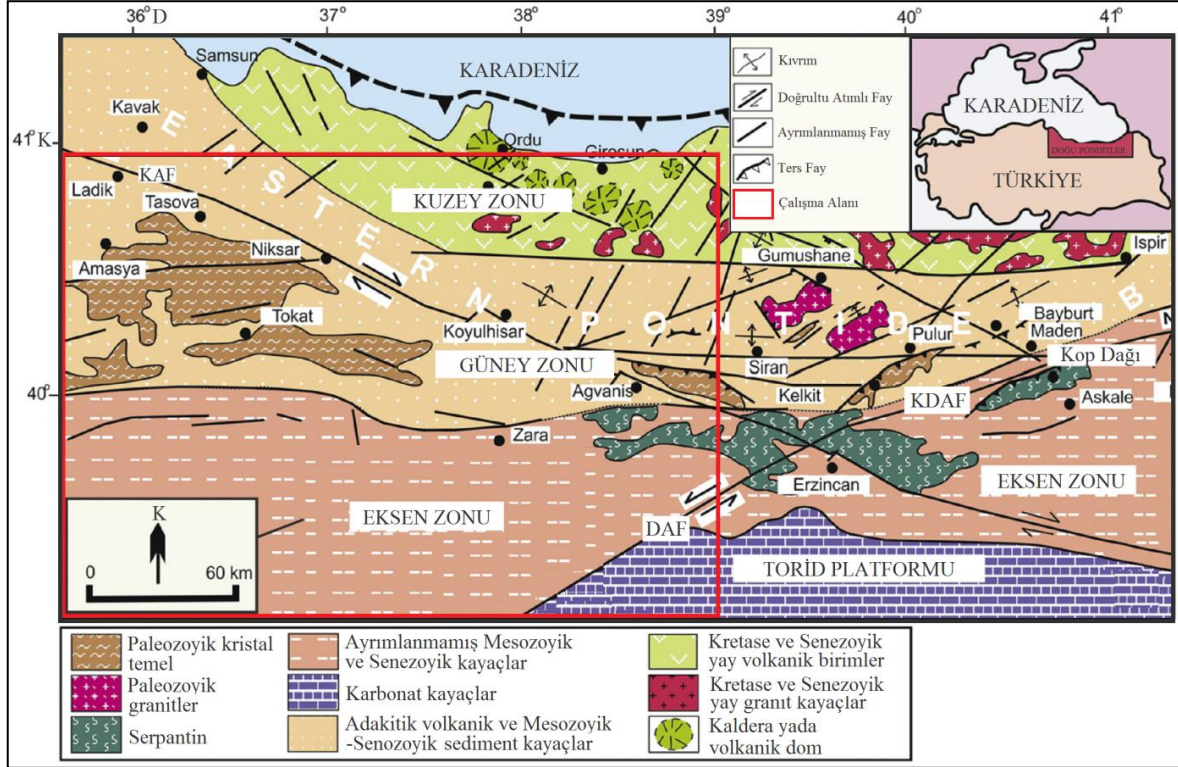 36° D
37°
38°
39°
40°
41°
Samsun
KARADENİZ
Kavak
41° K
Ordu
Giresun
Ladik
KAF
Tasova
KUZEY ZONU
Niksar
Amasya
Tokat
Koyulhisar
EASTERN PONTIDE B
Gumushane
Ispir
Bayburt
Maden
Pulur
Kop Dağı
Siran
GÜNEY ZONU
40°
Agvanis
Kelkit
KDAF
Askale
Zara
Erzincan
EKSEN ZONU
EKSEN ZONU
DAF
TORİD PLATFORMU
K
0 60 km
Kıvrım
Doğrultu Atımlı Fay
Ayrımlanmamış Fay
Ters Fay
Çalışma Alanı
KARADENİZ
DOĞU PONDİTLER
TÜRKİYE
Paleozoyik kristal
temel
Paleozoyik
granitler
Serpantin
Ayrımlanmamış Mesozoyik
ve Senezoyik kayaçlar
Karbonat kayaçlar
Adakitik volkanik ve Mesozoyik
-Senozoyik sediment kayaçlar
Kretase ve Senezoyik
yay volkanik birimler
Kretase ve Senezoyik
yay granit kayaçlar
Kaldera yada
volkanik dom